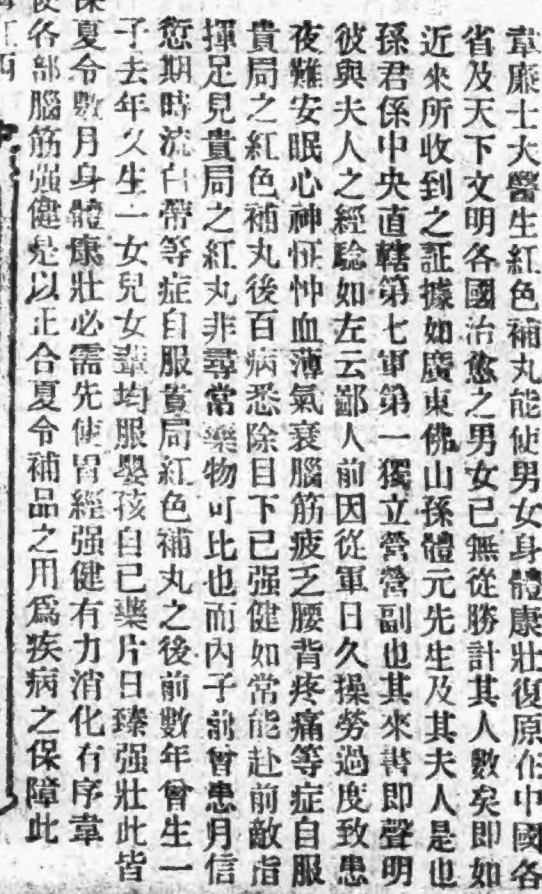 韋廉士大醫生紅色補丸能使男女身體康壯復原在中國各
省及天下文明各國治愈之男女已無從勝計其人數矣即如
近來所收到之証據如廣東佛山孫體元先生及其夫人是也
孫君係中央直轄第七軍第一獨立營營副也其來書即聲明
彼與夫人之經驗如左云鄙人前因從軍日久操勞過度致患
夜難安眠心神怔忡血薄氣衰腦筋疲乏腰背疼痛等症自服
貴局之紅色補丸後百病悉除目下已强健如常能赴前敵指
揮足見貴局之紅丸非尋常藥物可比也而內子前曾患月信
愆期時流白帶等症自服貴局紅色補丸之後前數年曾生一
子去年又生一女兒女輩均服嬰孩自己藥片日臻强壯此皆
夏令數月身體康壯必需先使胃經强健有力消化有序韋
各部腦筋强健是以正合夏令補品之用爲疾病之保障此